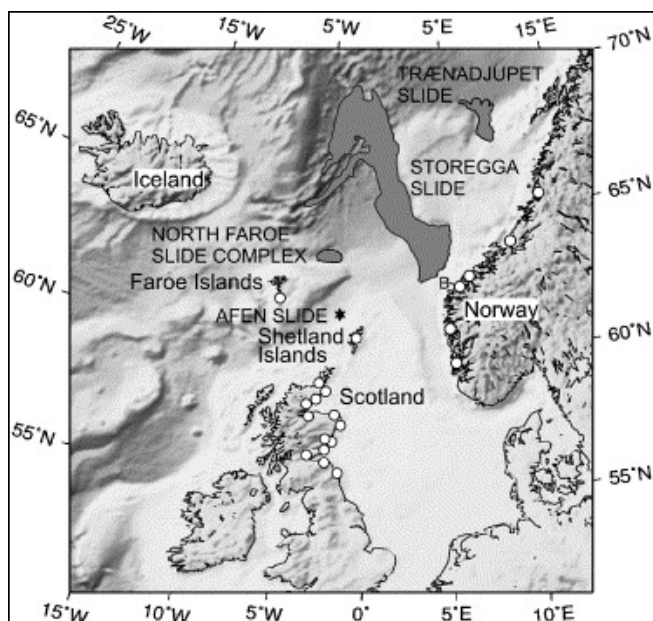 25°W 15°W 5°W 5°E 15°E
70°N
TRÆNADJUPET
SLIDE
65°N
STOREGGA
SLIDE
Iceland
65°N
NORTH FAROE
SLIDE COMPLEX
60°N
Faroe Islands
B
AFEN SLIDE
Norway
Shetland
Islands
60°N
Scotland
55°N
55°N
15°W 10°W 5°W 0° 5°E 10°E